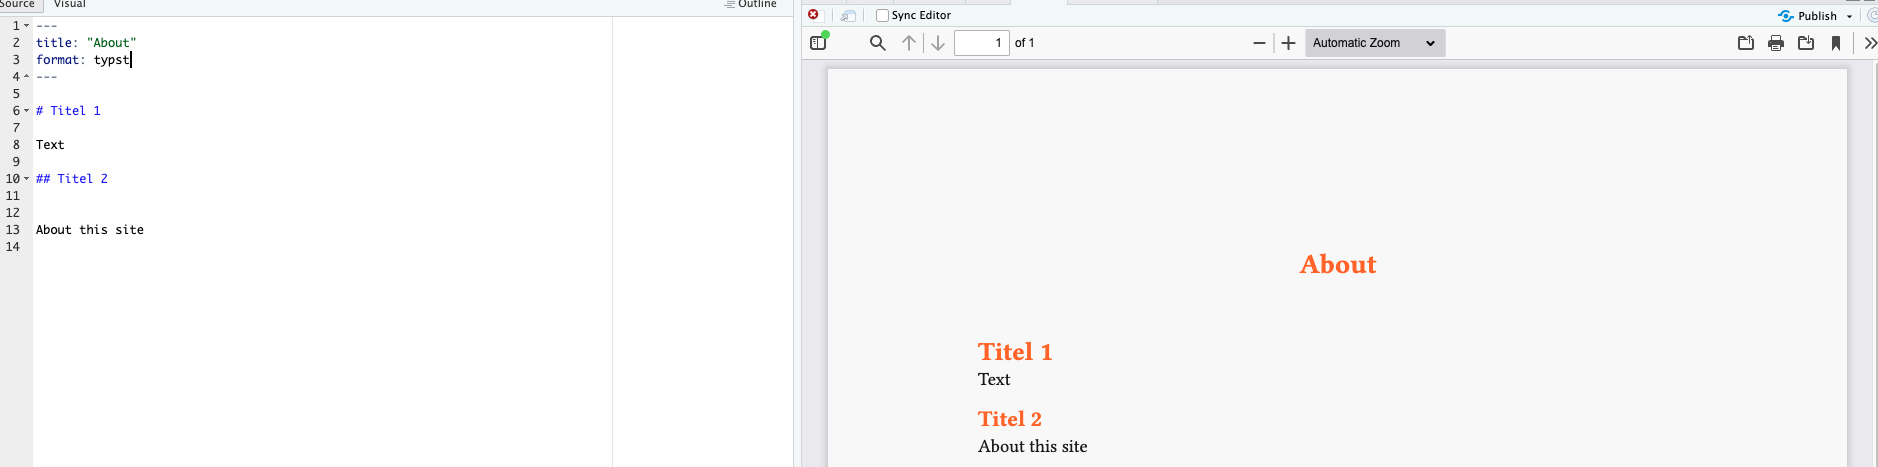 Source Visual Outline
1 ---
2 title: "About"
3 format: typst
4 ---
5
6 # Titel 1
7
8 Text
9
10 ## Titel 2
11
12
13 About this site
14
Sync Editor Publish
1 of 1 Automatic Zoom
About
Titel 1
Text
Titel 2
About this site